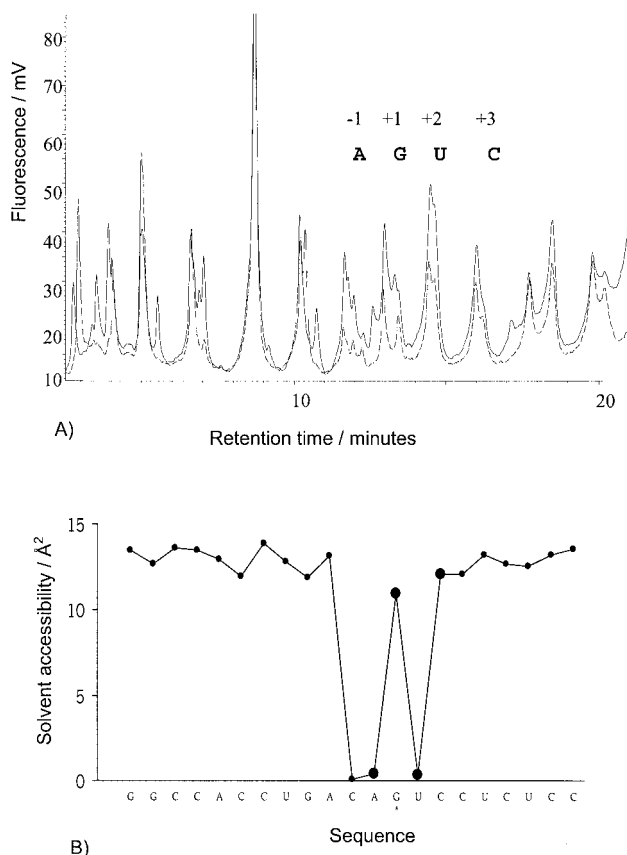 80
70
60
50
40
30
20
10
Fluorescence / mV
-1 +1 +2 +3
A G U C
10 20
A)
Retention time / minutes
15
10
5
0
Solvent accessibility / Å²
G G C C A C C U G A C A G U C C U C U C C
B)
Sequence